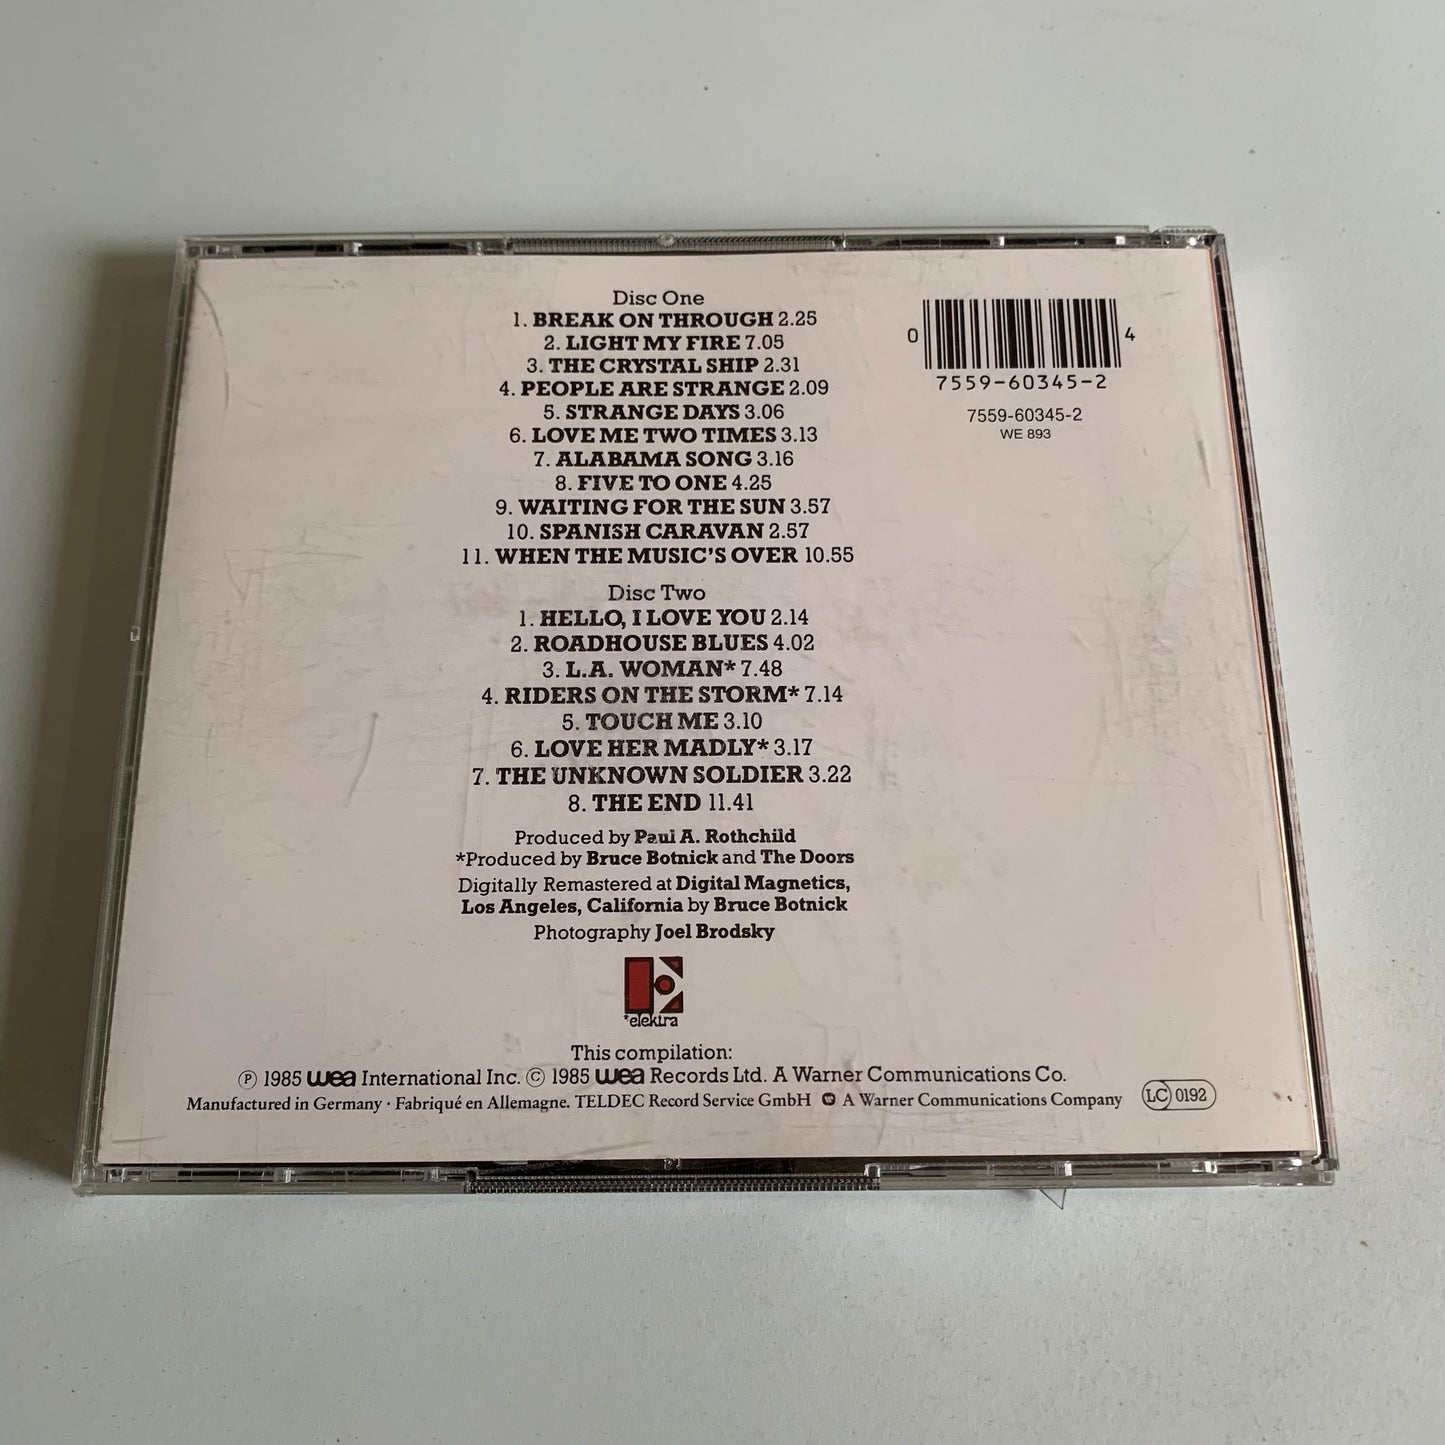 Disc One
1. BREAK ON THROUGH 2.25
2. LIGHT MY FIRE 7.05
3. THE CRYSTAL SHIP 2.31
4. PEOPLE ARE STRANGE 2.09
5. STRANGE DAYS 3.06
6. LOVE ME TWO TIMES 3.13
7. ALABAMA SONG 3.16
8. FIVE TO ONE 4.25
9. WAITING FOR THE SUN 3.57
10. SPANISH CARAVAN 2.57
11. WHEN THE MUSIC'S OVER 10.55
Disc Two
1. HELLO, I LOVE YOU 2.14
2. ROADHOUSE BLUES 4.02
3. L.A. WOMAN* 7.48
4. RIDERS ON THE STORM* 7.14
5. TOUCH ME 3.10
6. LOVE HER MADLY* 3.17
7. THE UNKNOWN SOLDIER 3.22
8. THE END 11.41
Produced by Paul A. Rothchild
*Produced by Bruce Botnick and The Doors
Digitally Remastered at Digital Magnetics,
Los Angeles, California by Bruce Botnick
Photography Joel Brodsky
*elektra
This compilation:
℗ 1985 wea International Inc. © 1985 wea Records Ltd. A Warner Communications Co.
Manufactured in Germany · Fabriqué en Allemagne. TELDEC Record Service GmbH A Warner Communications Company
LC 0192
0 4
7559-60345-2
7559-60345-2
WE 893